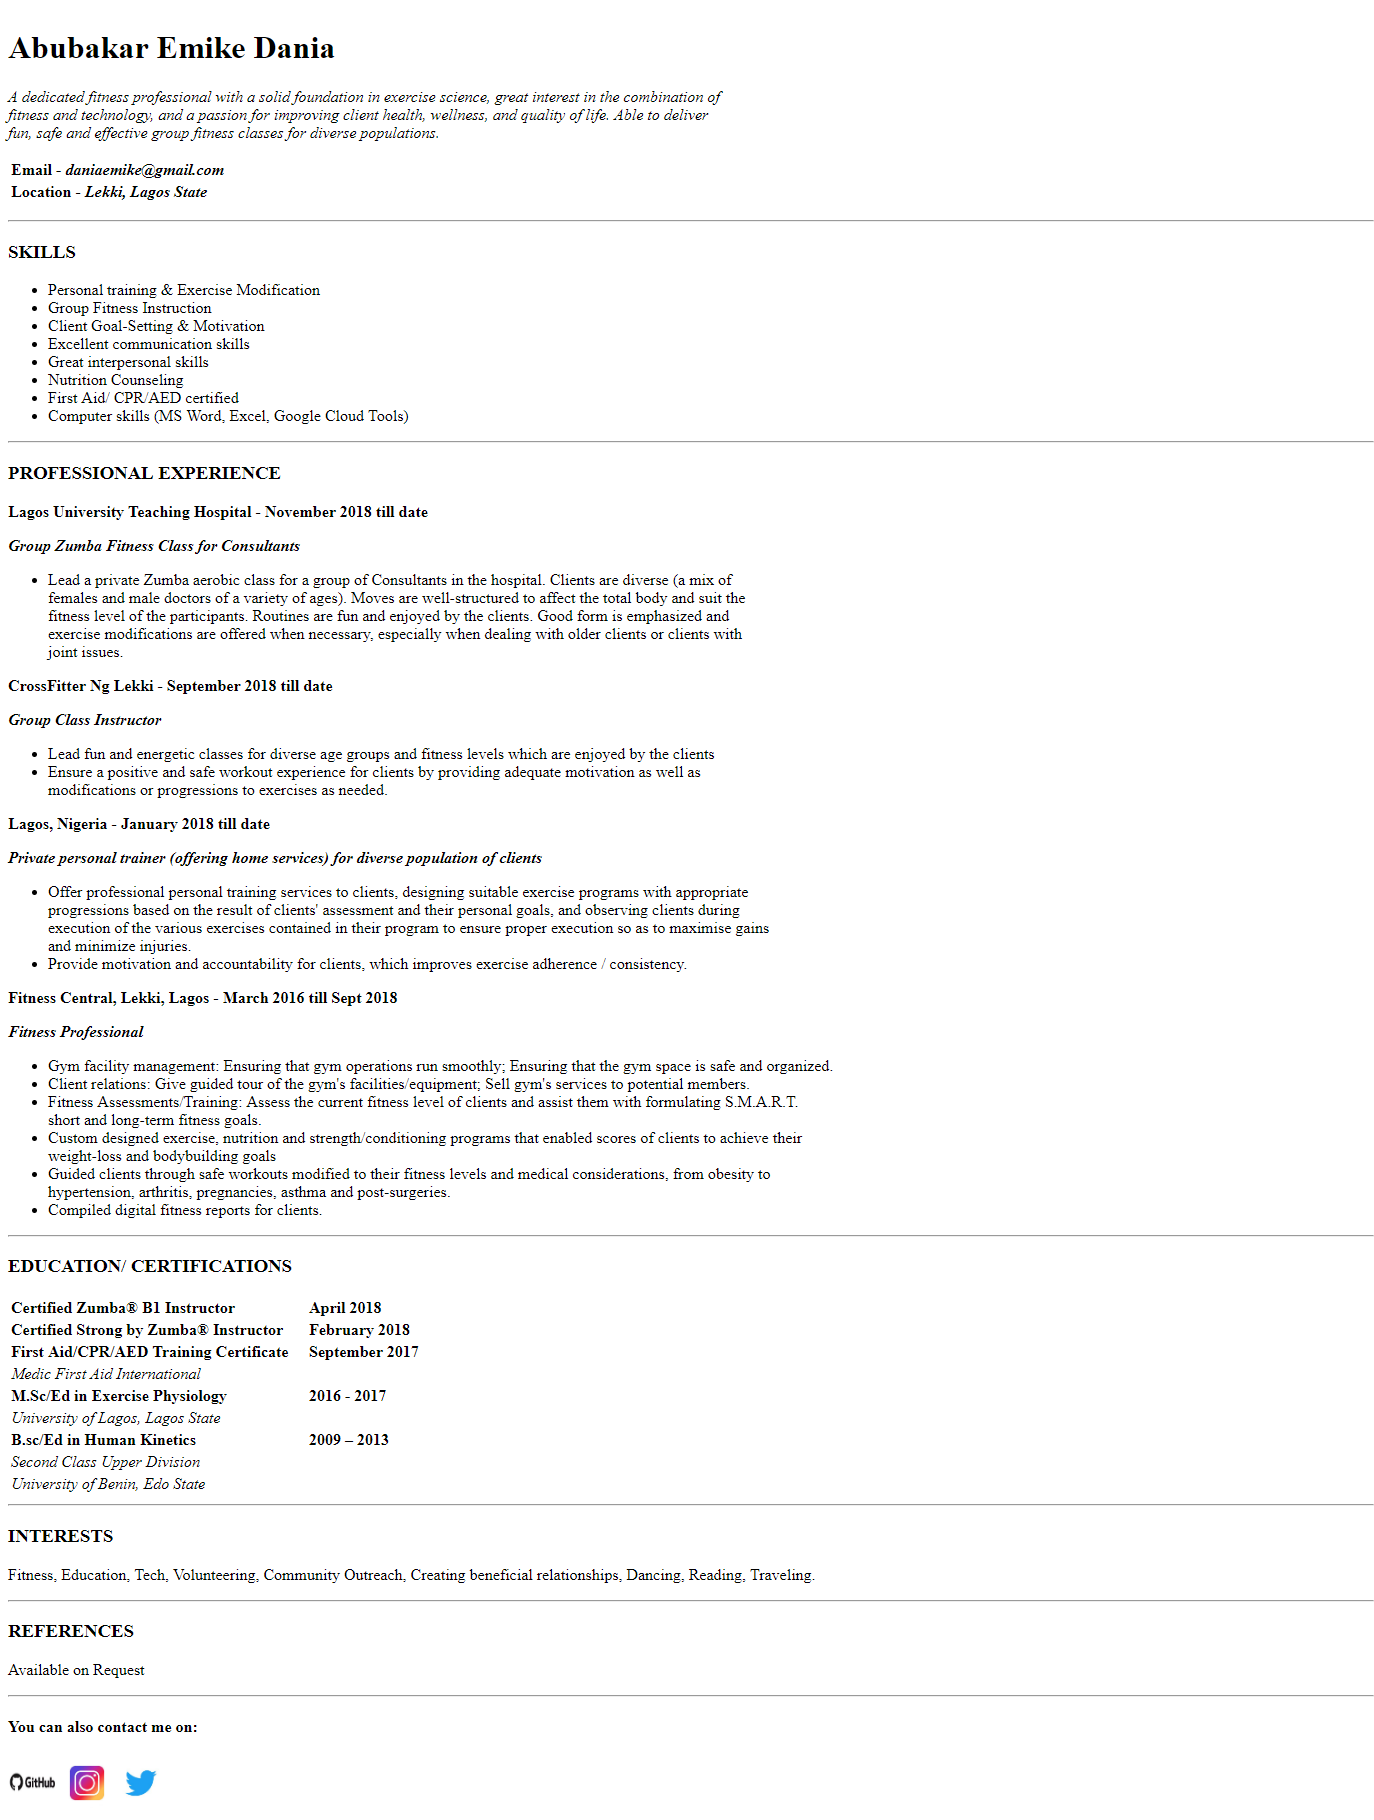 Abubakar Emike Dania
A dedicated fitness professional with a solid foundation in exercise science, great interest in the combination of
fitness and technology, and a passion for improving client health, wellness, and quality of life. Able to deliver
fun, safe and effective group fitness classes for diverse populations.
Email - daniaemike@gmail.com
Location - Lekki, Lagos State
SKILLS
• Personal training & Exercise Modification
• Group Fitness Instruction
• Client Goal-Setting & Motivation
• Excellent communication skills
• Great interpersonal skills
• Nutrition Counseling
• First Aid/ CPR/AED certified
• Computer skills (MS Word, Excel, Google Cloud Tools)
PROFESSIONAL EXPERIENCE
Lagos University Teaching Hospital - November 2018 till date
Group Zumba Fitness Class for Consultants
• Lead a private Zumba aerobic class for a group of Consultants in the hospital. Clients are diverse (a mix of
females and male doctors of a variety of ages). Moves are well-structured to affect the total body and suit the
fitness level of the participants. Routines are fun and enjoyed by the clients. Good form is emphasized and
exercise modifications are offered when necessary, especially when dealing with older clients or clients with
joint issues.
CrossFitter Ng Lekki - September 2018 till date
Group Class Instructor
• Lead fun and energetic classes for diverse age groups and fitness levels which are enjoyed by the clients
• Ensure a positive and safe workout experience for clients by providing adequate motivation as well as
modifications or progressions to exercises as needed.
Lagos, Nigeria - January 2018 till date
Private personal trainer (offering home services) for diverse population of clients
• Offer professional personal training services to clients, designing suitable exercise programs with appropriate
progressions based on the result of clients' assessment and their personal goals, and observing clients during
execution of the various exercises contained in their program to ensure proper execution so as to maximise gains
and minimize injuries.
• Provide motivation and accountability for clients, which improves exercise adherence / consistency.
Fitness Central, Lekki, Lagos - March 2016 till Sept 2018
Fitness Professional
• Gym facility management: Ensuring that gym operations run smoothly; Ensuring that the gym space is safe and organized.
• Client relations: Give guided tour of the gym's facilities/equipment; Sell gym's services to potential members.
• Fitness Assessments/Training: Assess the current fitness level of clients and assist them with formulating S.M.A.R.T.
short and long-term fitness goals.
• Custom designed exercise, nutrition and strength/conditioning programs that enabled scores of clients to achieve their
weight-loss and bodybuilding goals
• Guided clients through safe workouts modified to their fitness levels and medical considerations, from obesity to
hypertension, arthritis, pregnancies, asthma and post-surgeries.
• Compiled digital fitness reports for clients.
EDUCATION/ CERTIFICATIONS
Certified Zumba® B1 Instructor April 2018
Certified Strong by Zumba® Instructor February 2018
First Aid/CPR/AED Training Certificate September 2017
Medic First Aid International
M.Sc/Ed in Exercise Physiology 2016 - 2017
University of Lagos, Lagos State
B.sc/Ed in Human Kinetics 2009 – 2013
Second Class Upper Division
University of Benin, Edo State
INTERESTS
Fitness, Education, Tech, Volunteering, Community Outreach, Creating beneficial relationships, Dancing, Reading, Traveling.
REFERENCES
Available on Request
You can also contact me on:
GitHub